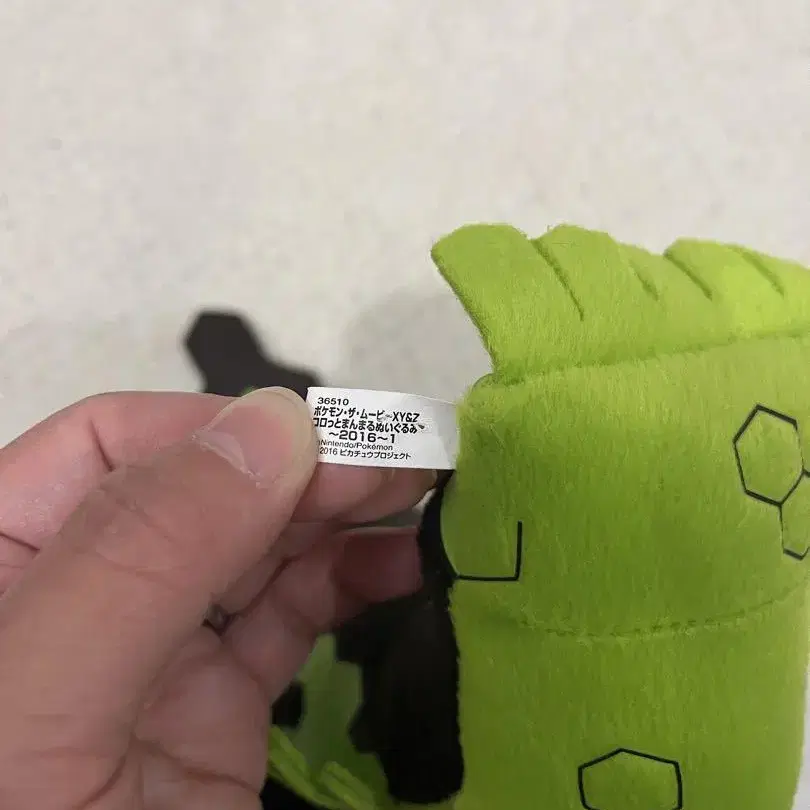 36510
ポケモン・ザ・ムービーXY&Z
コロっとまんまるぬいぐるみ
～2016～1
Nintendo/Pokémon
2016 ピカチュウプロジェクト